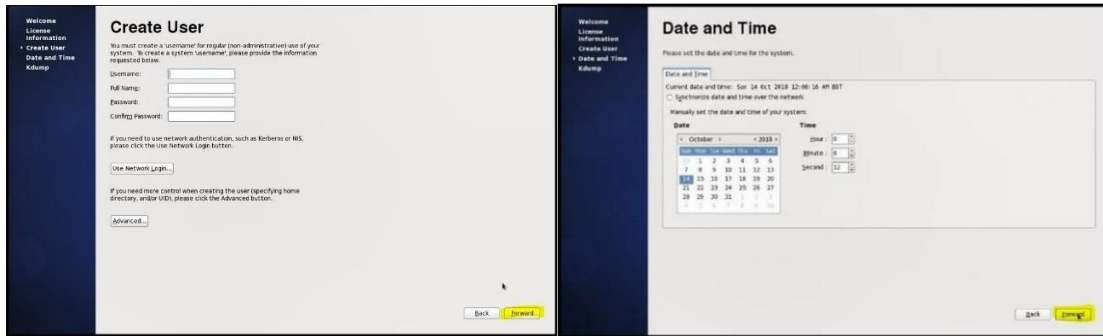 Welcome
License
Information
Create User
Date and Time
Kdump
Create User
You must create a 'username' for regular (non-administrative) use of your
system. To create a system 'username', please provide the information
requested below.
Username:
Full Name:
Password:
Confirm Password:
If you need to use network authentication, such as Kerberos or NIS,
please click the Use Network Login button.
Use Network Login...
If you need more control when creating the user (specifying home
directory, and/or UID), please click the Advanced button.
Advanced...
Back Forward
Welcome
License
Information
Create User
Date and Time
Kdump
Date and Time
Please set the date and time for the system.
Date and Time
Current date and time: Sun 14 Oct 2018 12:00:16 AM BST
Synchronize date and time over the network
Manually set the date and time of your system:
Date Time
October 2018
Sun Mon Tue Wed Thu Fri Sat
1 2 3 4 5 6
7 8 9 10 11 12 13
14 15 16 17 18 19 20
21 22 23 24 25 26 27
28 29 30 31
Hour : 0
Minute :
Second : 12
Back Forward